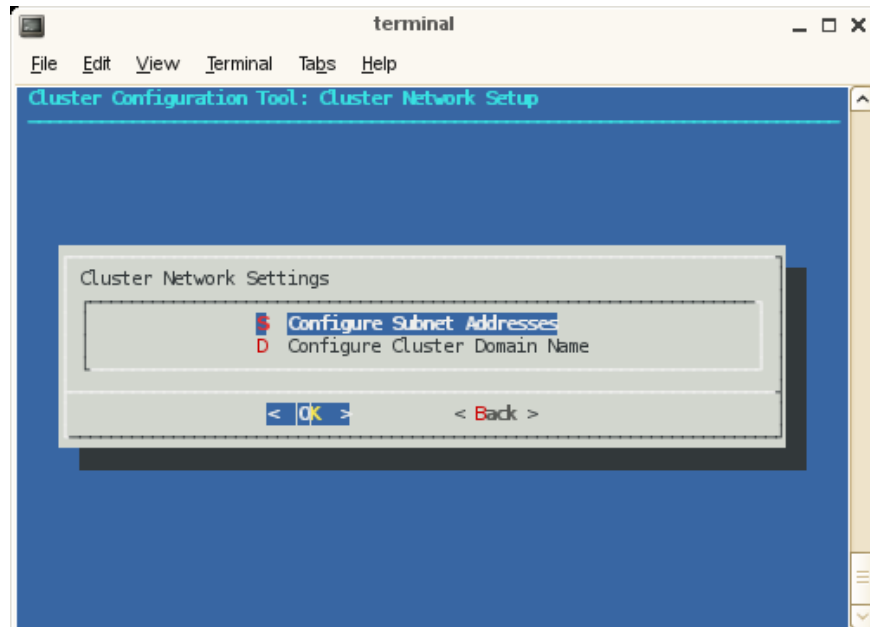 terminal
File Edit View Terminal Tabs Help
Cluster Configuration Tool: Cluster Network Setup
Cluster Network Settings
S Configure Subnet Addresses
D Configure Cluster Domain Name
< OK > < Back >